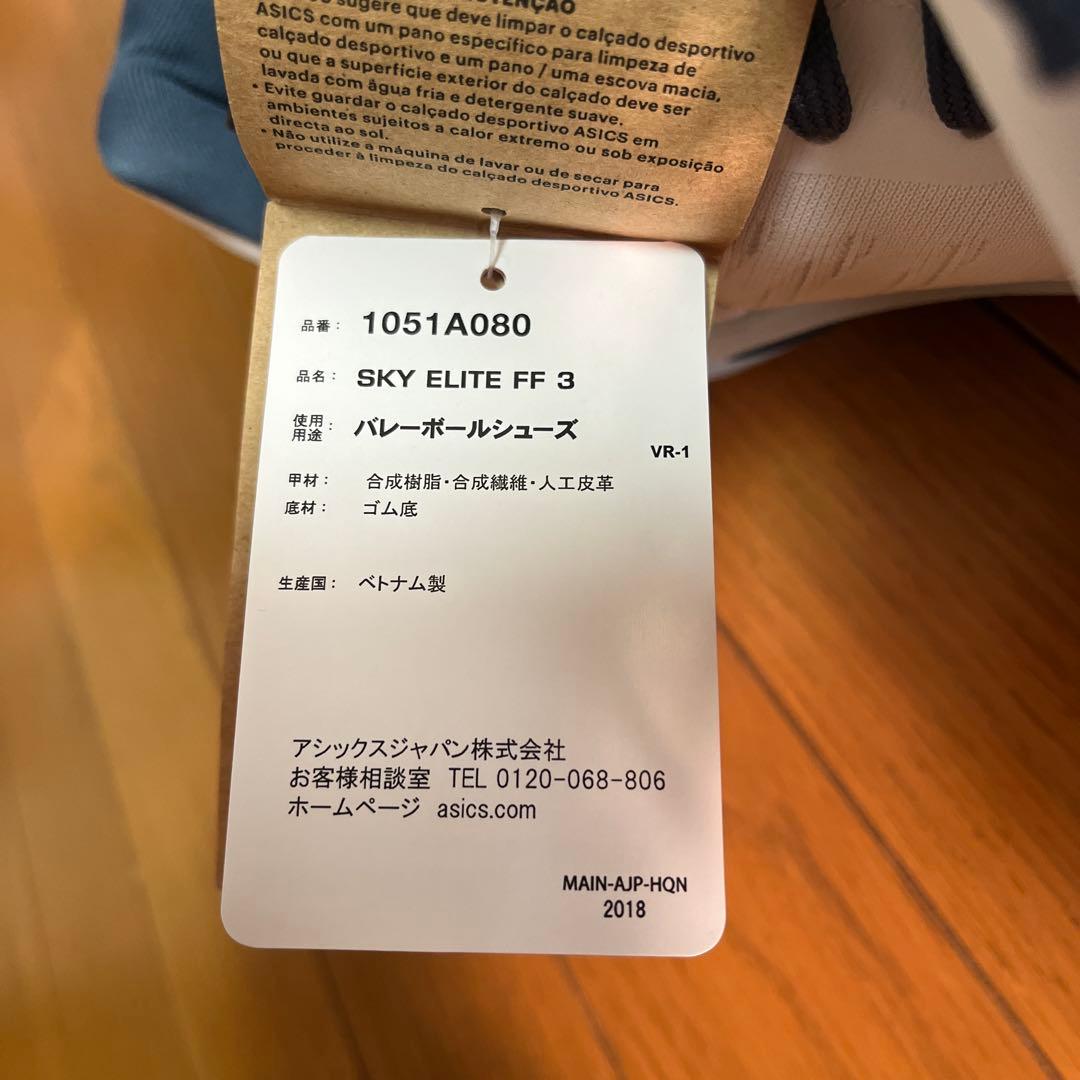 sugere que deve limpar o calçado desportivo
ASICS com um pano específico para limpeza de
calçado desportivo e um pano / uma escova macia,
ou que a superfície exterior do calçado deve ser
lavada com água fria e detergente suave.
• Evite guardar o calçado desportivo ASICS em
ambientes sujeitos a calor extremo ou sob exposição
directa ao sol.
• Não utilize a máquina de lavar ou de secar para
proceder à limpeza do calçado desportivo ASICS.
品番: 1051A080
品名: SKY ELITE FF 3
使用用途: バレーボールシューズ
VR-1
甲材: 合成樹脂・合成繊維・人工皮革
底材: ゴム底
生産国: ベトナム製
アシックスジャパン株式会社
お客様相談室 TEL 0120-068-806
ホームページ asics.com
MAIN-AJP-HQN
2018